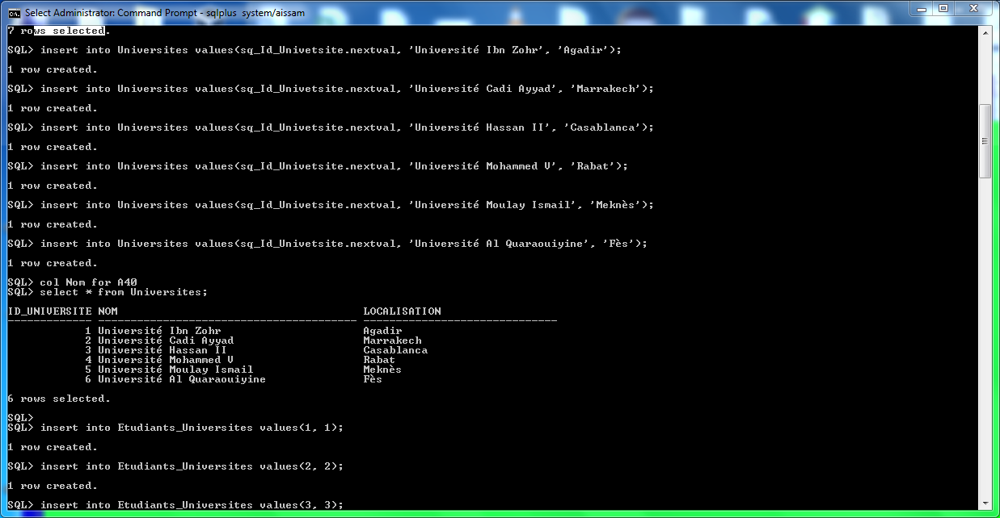 Select Administrator: Command Prompt - sqlplus  system/aissam
7 rows selected.
SQL> insert into Universites values(sq_Id_Univetsite.nextval, 'Université Ibn Zohr', 'Agadir');
1 row created.
SQL> insert into Universites values(sq_Id_Univetsite.nextval, 'Université Cadi Ayyad', 'Marrakech');
1 row created.
SQL> insert into Universites values(sq_Id_Univetsite.nextval, 'Université Hassan II', 'Casablanca');
1 row created.
SQL> insert into Universites values(sq_Id_Univetsite.nextval, 'Université Mohammed V', 'Rabat');
1 row created.
SQL> insert into Universites values(sq_Id_Univetsite.nextval, 'Université Moulay Ismail', 'Meknès');
1 row created.
SQL> insert into Universites values(sq_Id_Univetsite.nextval, 'Université Al Quaraouiyine', 'Fès');
1 row created.
SQL> col Nom for A40
SQL> select * from Universites;
ID_UNIVERSITE NOM LOCALISATION
1 Université Ibn Zohr Agadir
2 Université Cadi Ayyad Marrakech
3 Université Hassan II Casablanca
4 Université Mohammed V Rabat
5 Université Moulay Ismail Meknès
6 Université Al Quaraouiyine Fès
6 rows selected.
SQL>
SQL> insert into Etudiants_Universites values(1, 1);
1 row created.
SQL> insert into Etudiants_Universites values(2, 2);
1 row created.
SQL> insert into Etudiants_Universites values(3, 3);